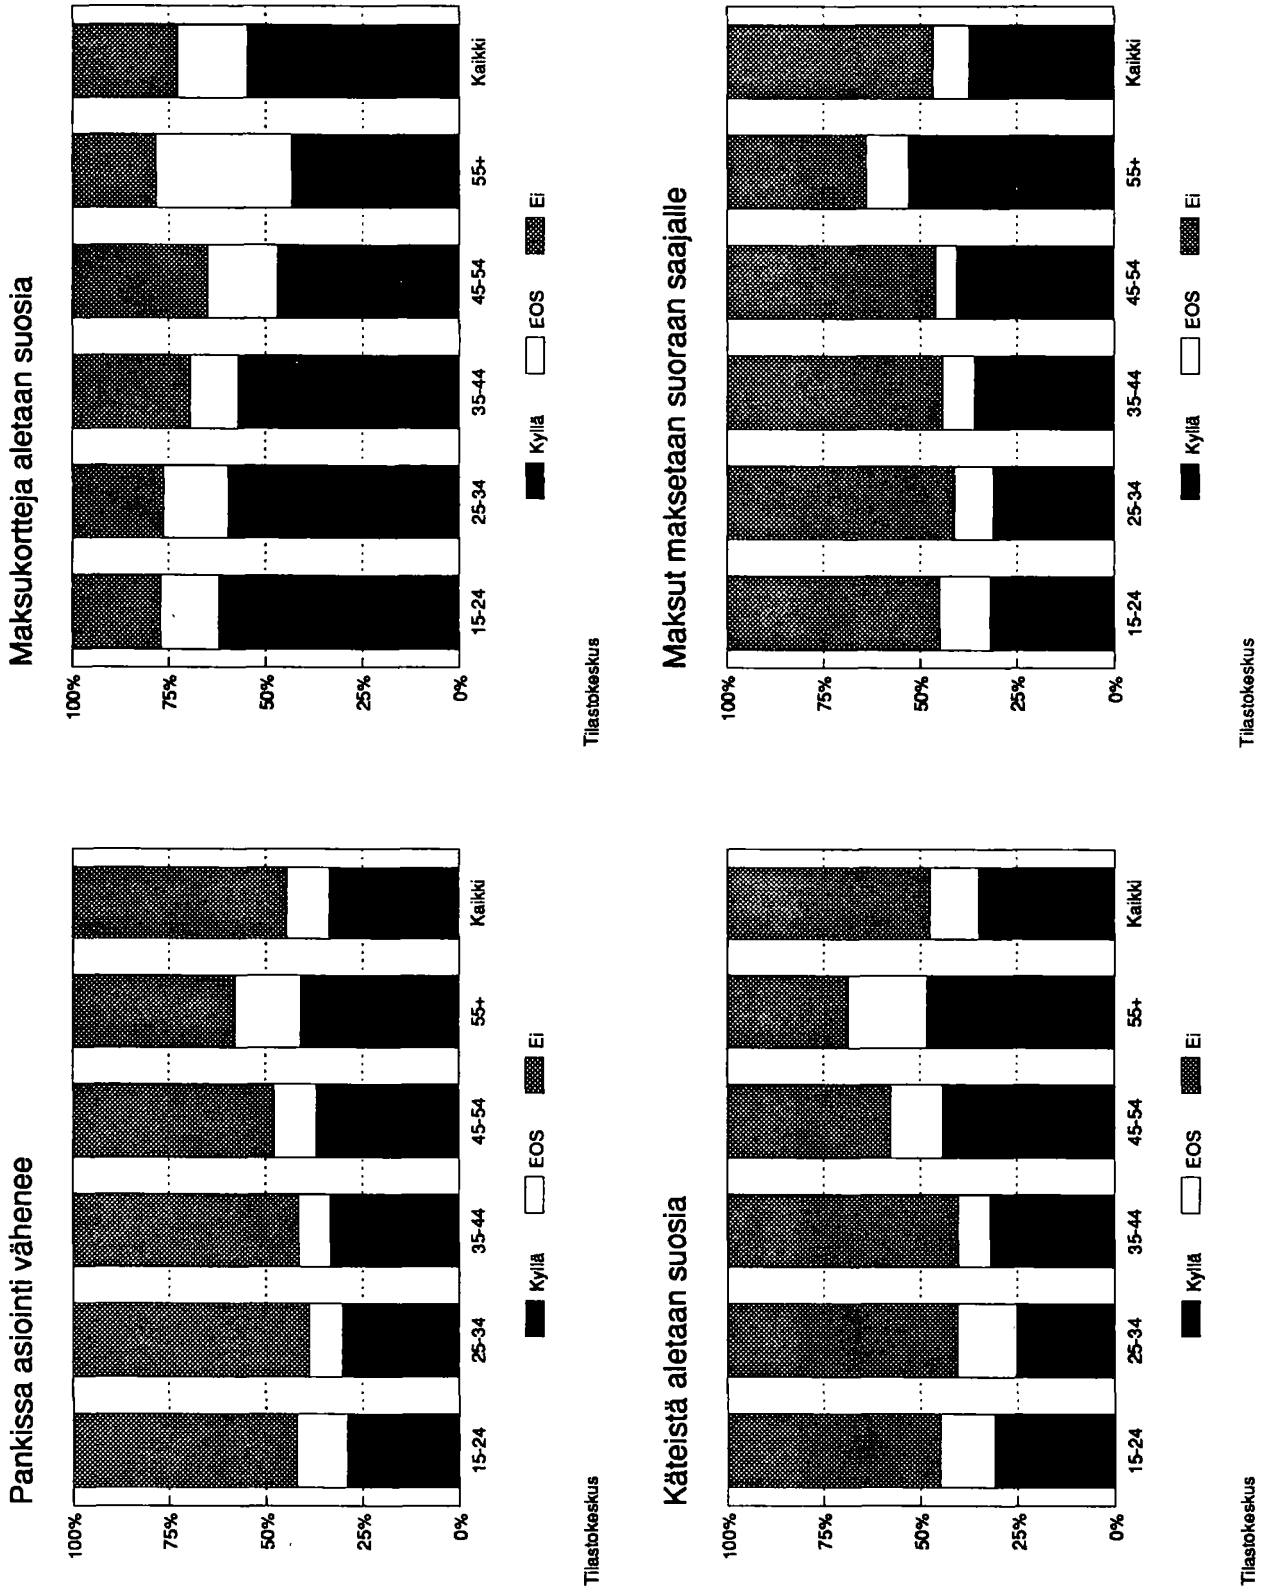 Pankissa asiointi vähenee
100%
75%
50%
25%
0%
15-24
25-34
35-44
45-54
55+
Kaikki
Kyllä
EOS
Ei
Tilastokeskus
Maksukortteja aletaan suosia
100%
75%
50%
25%
0%
15-24
25-34
35-44
45-54
55+
Kaikki
Kyllä
EOS
Ei
Tilastokeskus
Käteistä aletaan suosia
100%
75%
50%
25%
0%
15-24
25-34
35-44
45-54
55+
Kaikki
Kyllä
EOS
Ei
Tilastokeskus
Maksut maksetaan suoraan saajalle
100%
75%
50%
25%
0%
15-24
25-34
35-44
45-54
55+
Kaikki
Kyllä
EOS
Ei
Tilastokeskus